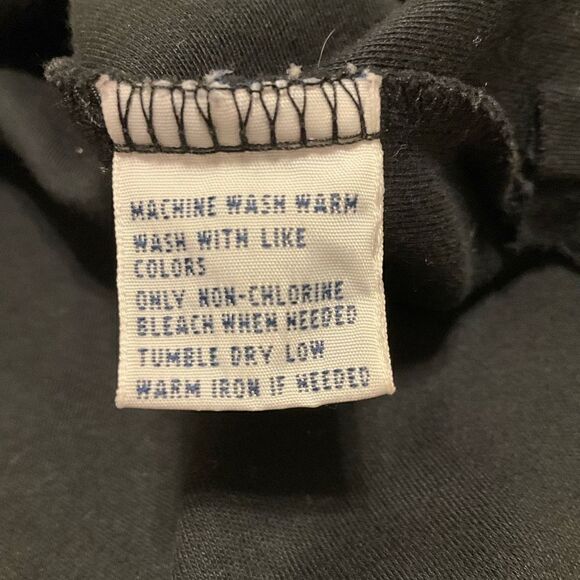 MACHINE WASH WARM
WASH WITH LIKE
COLORS
ONLY NON-CHLORINE
BLEACH WHEN NEEDED
TUMBLE DRY LOW
WARM IRON IF NEEDED